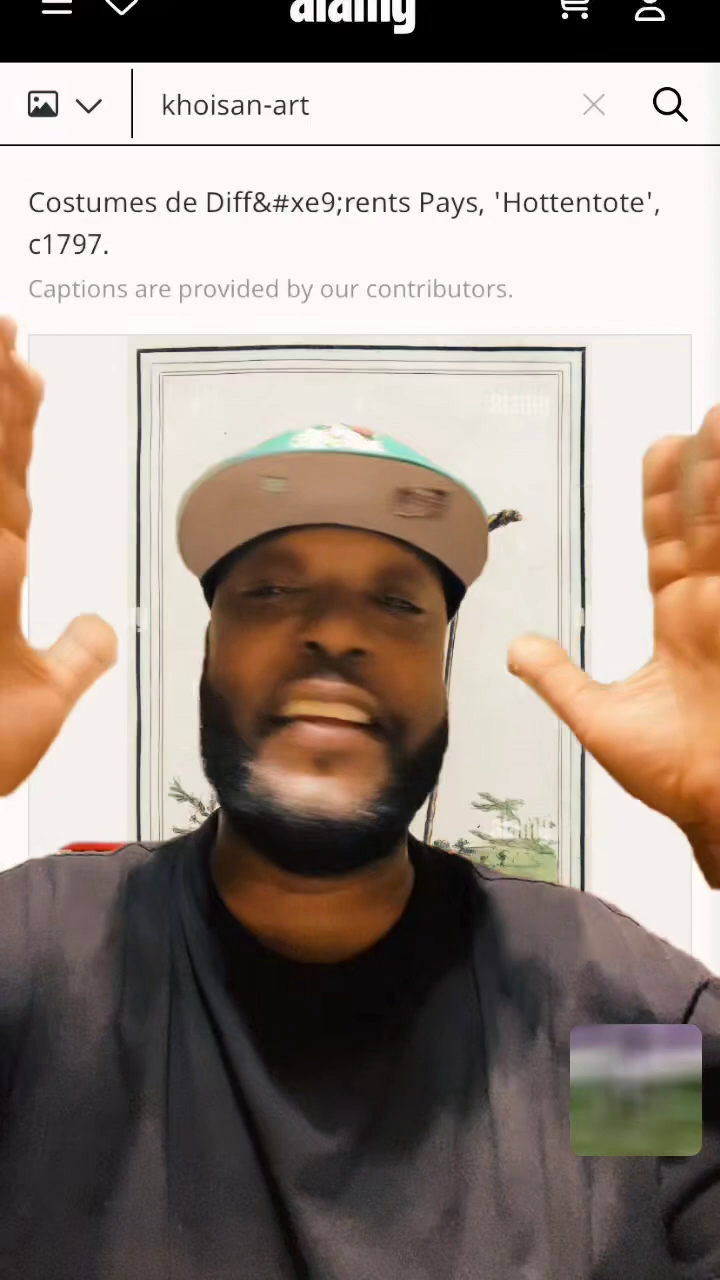 alamy
khoisan-art
Costumes de Diff&#xe9;rents Pays, 'Hottentote',
c1797.
Captions are provided by our contributors.